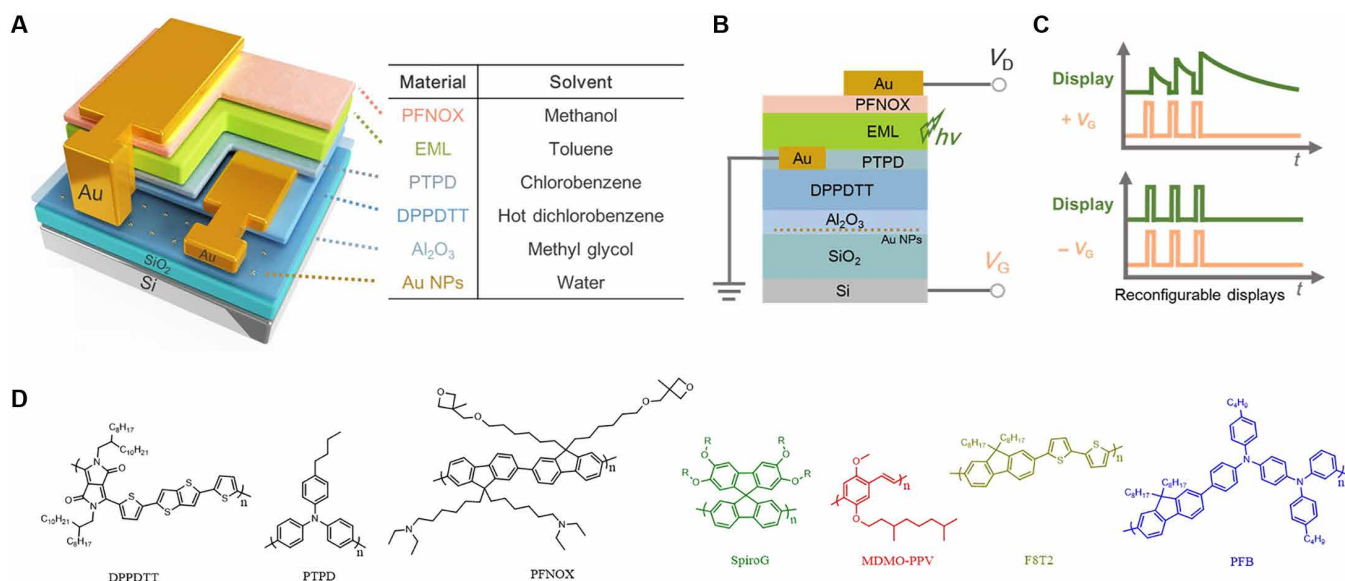 A
Au
Au
SiO2
Si
Material Solvent
PFNOX Methanol
EML Toluene
PTPD Chlorobenzene
DPPDTT Hot dichlorobenzene
Al2O3 Methyl glycol
Au NPs Water
B
VD
Au
PFNOX
EML
hv
Au
PTPD
DPPDTT
Al2O3
Au NPs
SiO2
VG
Si
C
Display
+ VG
t
Display
− VG
t
Reconfigurable displays
D
C8H17
C10H21
N
O
O
N
S
S
S
S
n
C10H21
C8H17
DPPDTT
N
n
PTPD
O
O
O
O
n
N
N
PFNOX
R
R
O
O
R
R
O
O
n
SpiroG
O
n
O
MDMO-PPV
C8H17
C8H17
S
S
n
F8T2
C4H9
N
N
C8H17
C8H17
n
C4H9
PFB